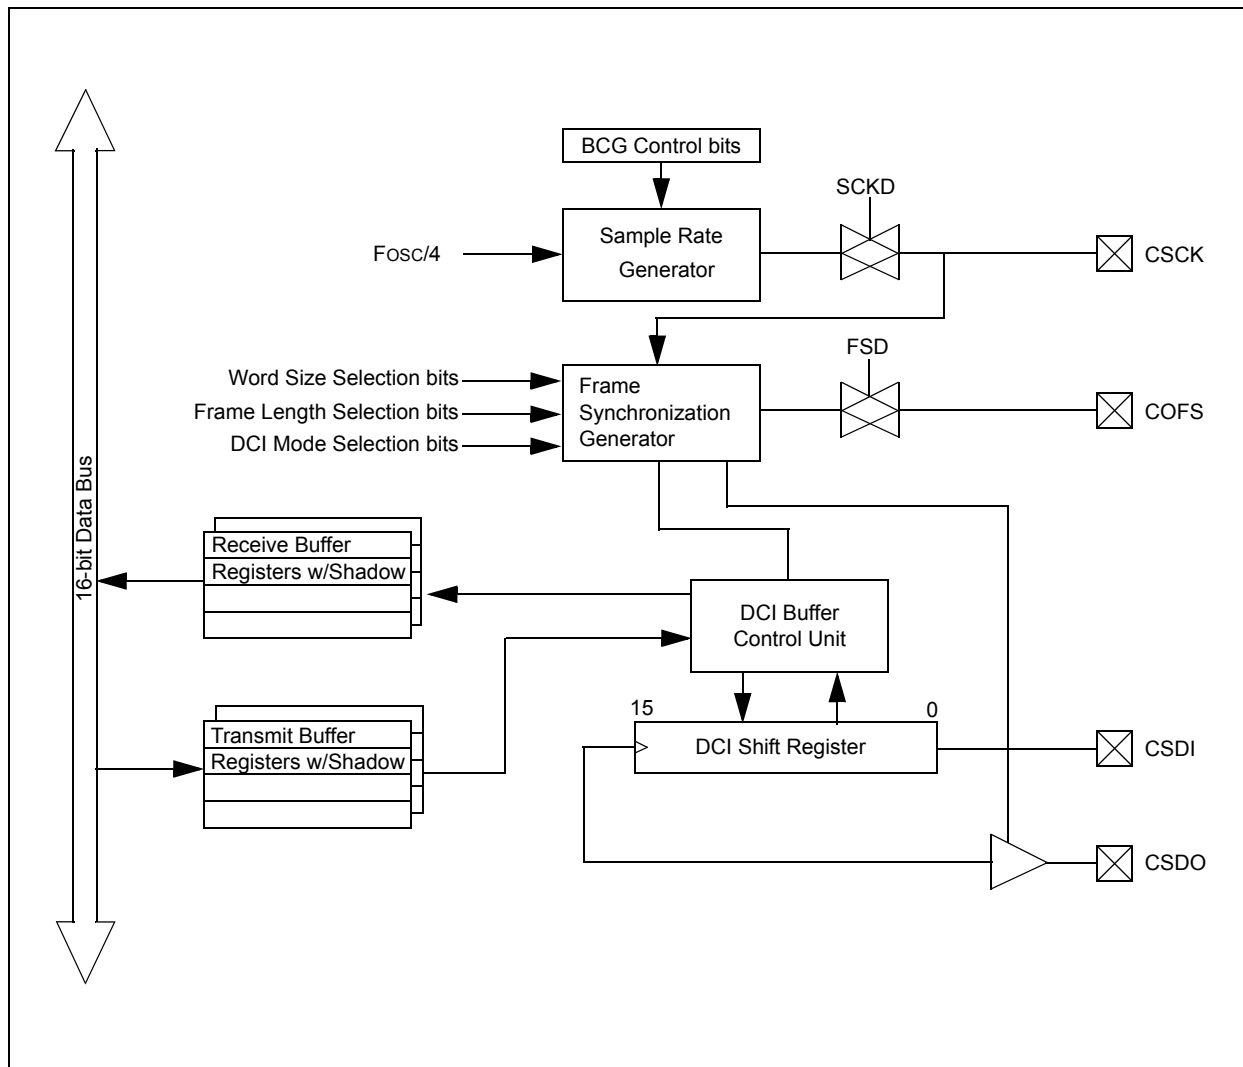 BCG Control bits
SCKD
Sample Rate
Generator
FOSC/4
CSCK
FSD
Word Size Selection bits
Frame Length Selection bits
DCI Mode Selection bits
Frame
Synchronization
Generator
COFS
16-bit Data Bus
Receive Buffer
Registers w/Shadow
DCI Buffer
Control Unit
Transmit Buffer
Registers w/Shadow
15
0
DCI Shift Register
CSDI
CSDO